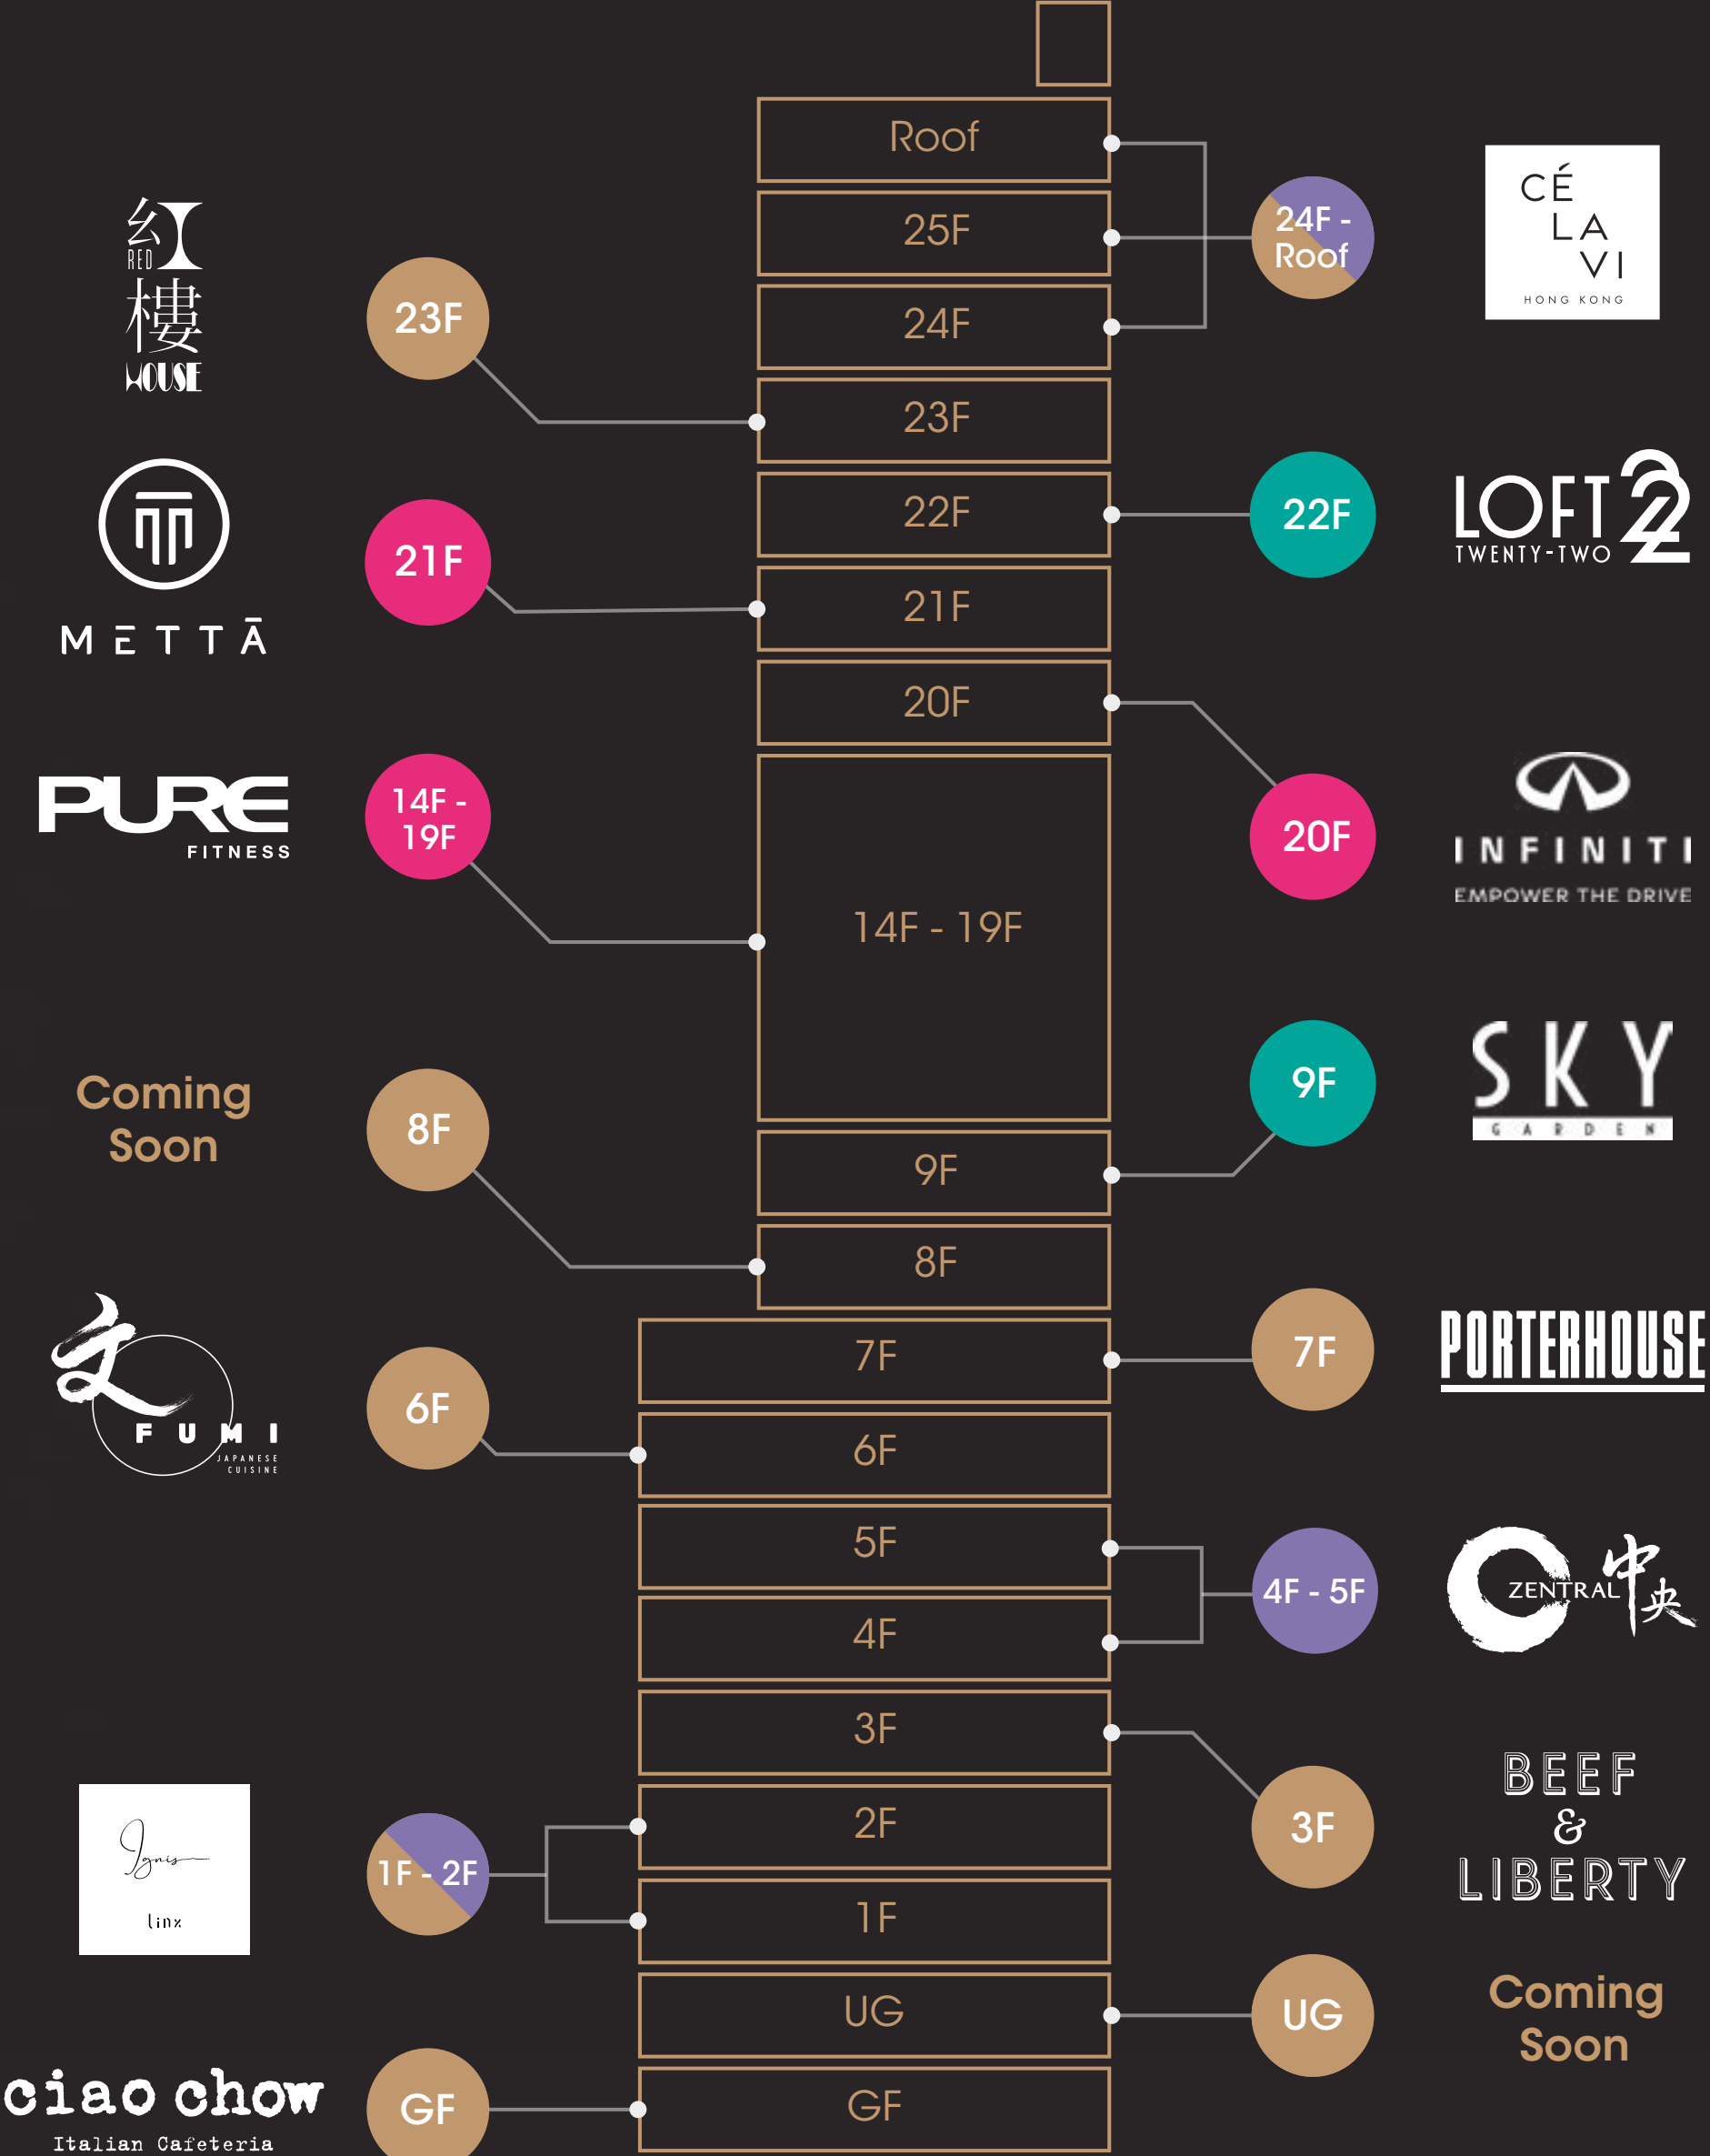 Roof
25F
24F
23F
22F
21F
20F
14F - 19F
9F
8F
7F
6F
5F
4F
3F
2F
1F
UG
GF
紅
RED
樓
HOUSE
23F
METTĀ
21F
PURE
FITNESS
14F -
19F
Coming
Soon
8F
FUMI
JAPANESE
CUISINE
6F
Ignis
linx
1F - 2F
ciao chow
Italian Cafeteria
GF
24F -
Roof
CÉ
LA
VI
HONG KONG
22F
LOFT 22
TWENTY-TWO
20F
INFINITI
EMPOWER THE DRIVE
9F
SKY
GARDEN
7F
PORTERHOUSE
4F - 5F
ZENTRAL 中央
3F
BEEF
&
LIBERTY
UG
Coming
Soon